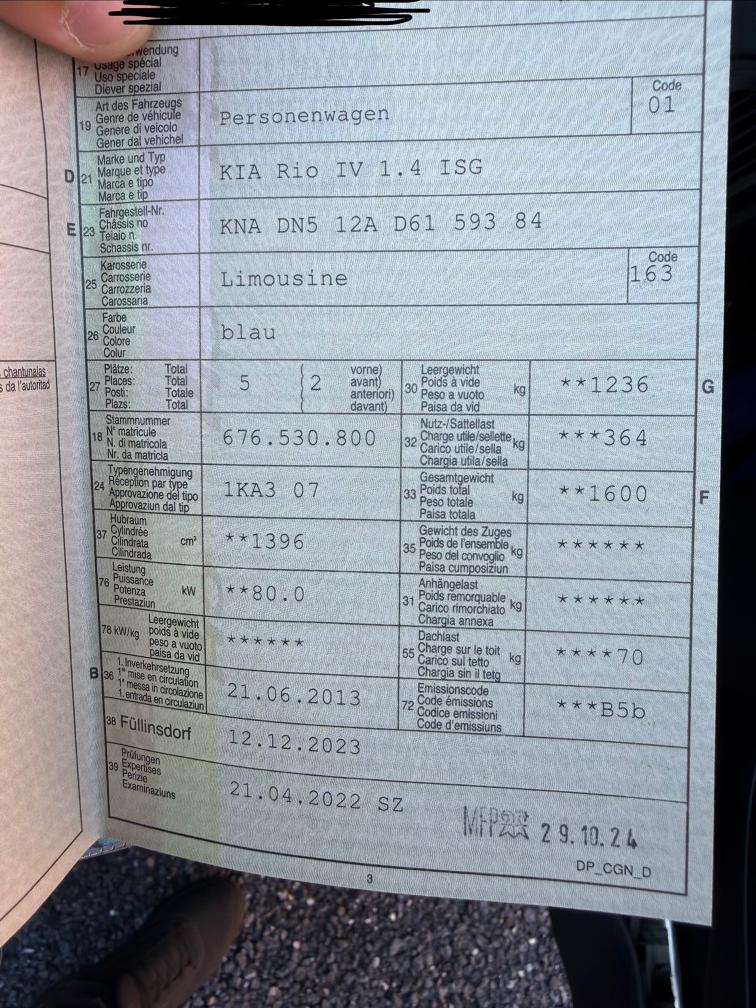 17
wendung
Usage spécial
Uso speciale
Diever spezial
19
Art des Fahrzeugs
Genre de véhicule
Genere di veicolo
Gener dal vehichel
Personenwagen
Code
01
D
21
Marke und Typ
Marque et type
Marca e tipo
Marca e tip
KIA Rio IV 1.4 ISG
E
23
Fahrgestell-Nr.
Châssis no
Telaio n.
Schassis nr.
KNA DN5 12A D61 593 84
25
Karosserie
Carrosserie
Carrozzeria
Carossaria
Limousine
Code
163
26
Farbe
Couleur
Colore
Colur
blau
chantunalas
da l'autoritad
27
Plätze: Total
Places: Total
Posti: Totale
Plazs: Total
5
2
vorne)
avant)
anteriori)
davant)
30
Leergewicht
Poids à vide
Peso a vuoto
Paisa da vid
kg
**1236
G
18
Stammnummer
N° matricule
N. di matricola
Nr. da matricla
676.530.800
32
Nutz-/Sattellast
Charge utile/sellette
Carico utile/sella
Chargia utila/sella
kg
***364
24
Typengenehmigung
Réception par type
Approvazione del tipo
Approvaziun dal tip
1KA3 07
33
Gesamtgewicht
Poids total
Peso totale
Paisa totala
kg
**1600
F
37
Hubraum
Cylindrée
Cilindrata
Cilindrada
cm³
**1396
35
Gewicht des Zuges
Poids de l'ensemble
Peso del convoglio
Paisa cumposiziun
kg
******
76
Leistung
Puissance
Potenza
Prestaziun
kW
**80.0
31
Anhängelast
Poids remorquable
Carico rimorchiato
Chargia annexa
kg
******
78 kW/kg
Leergewicht
poids à vide
peso a vuoto
paisa da vid
******
55
Dachlast
Charge sur le toit
Carico sul tetto
Chargia sin il tetg
kg
****70
B
36
1. Inverkehrsetzung
1re mise en circulation
1a messa in circolazione
1. entrada en circulaziun
21.06.2013
72
Emissionscode
Code émissions
Codice emissioni
Code d'emissiuns
***B5b
38
Füllinsdorf
12.12.2023
39
Prüfungen
Expertises
Perizie
Examinaziuns
21.04.2022 SZ
29.10.24
DP_CGN_D
3